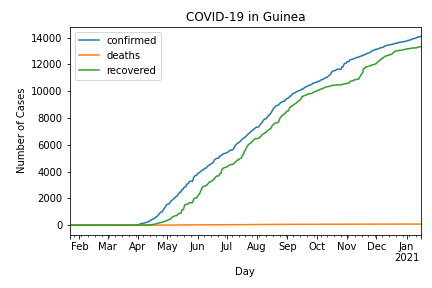 COVID-19 in Guinea
confirmed
deaths
recovered
Number of Cases
14000
12000
10000
8000
6000
4000
2000
0
Feb Mar Apr May Jun Jul Aug Sep Oct Nov Dec Jan
2021
Day